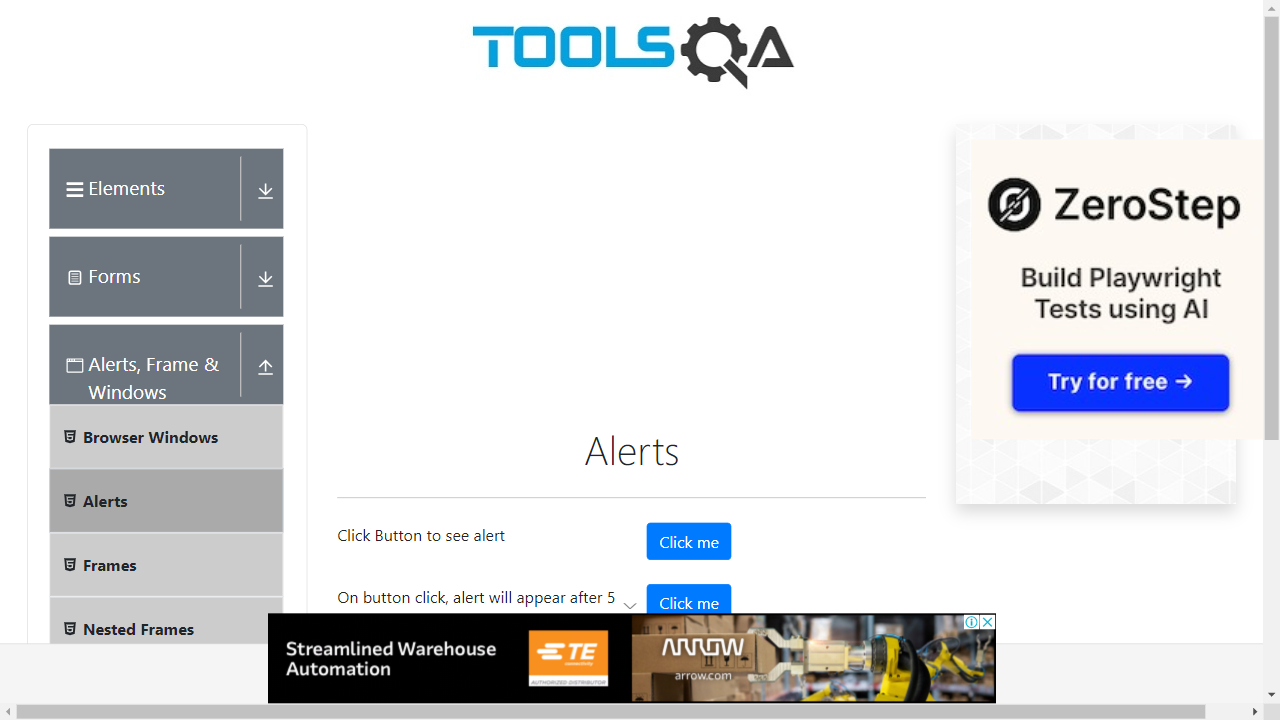 TOOLSQA
Elements
Forms
Alerts, Frame &
Windows
Browser Windows
Alerts
Frames
Nested Frames
Alerts
Click Button to see alert
Click me
On button click, alert will appear after 5
Click me
ZeroStep
Build Playwright
Tests using AI
Try for free →
Streamlined Warehouse
Automation
TE
connectivity
AUTHORIZED DISTRIBUTOR
ARROW
arrow.com